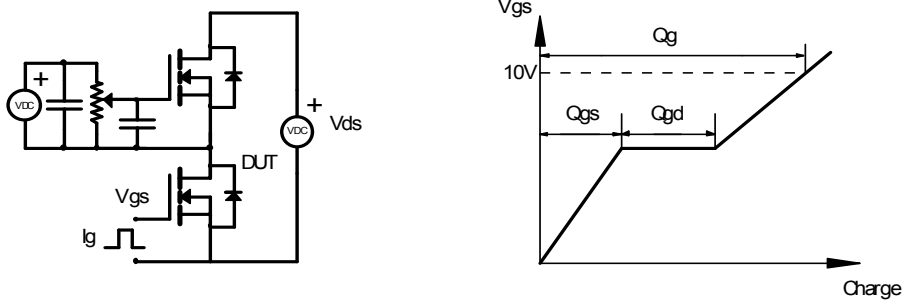 +
VDC
+
VDC
Vds
DUT
Vgs
Ig
Vgs
Qg
10V
Qgs
Qgd
Charge